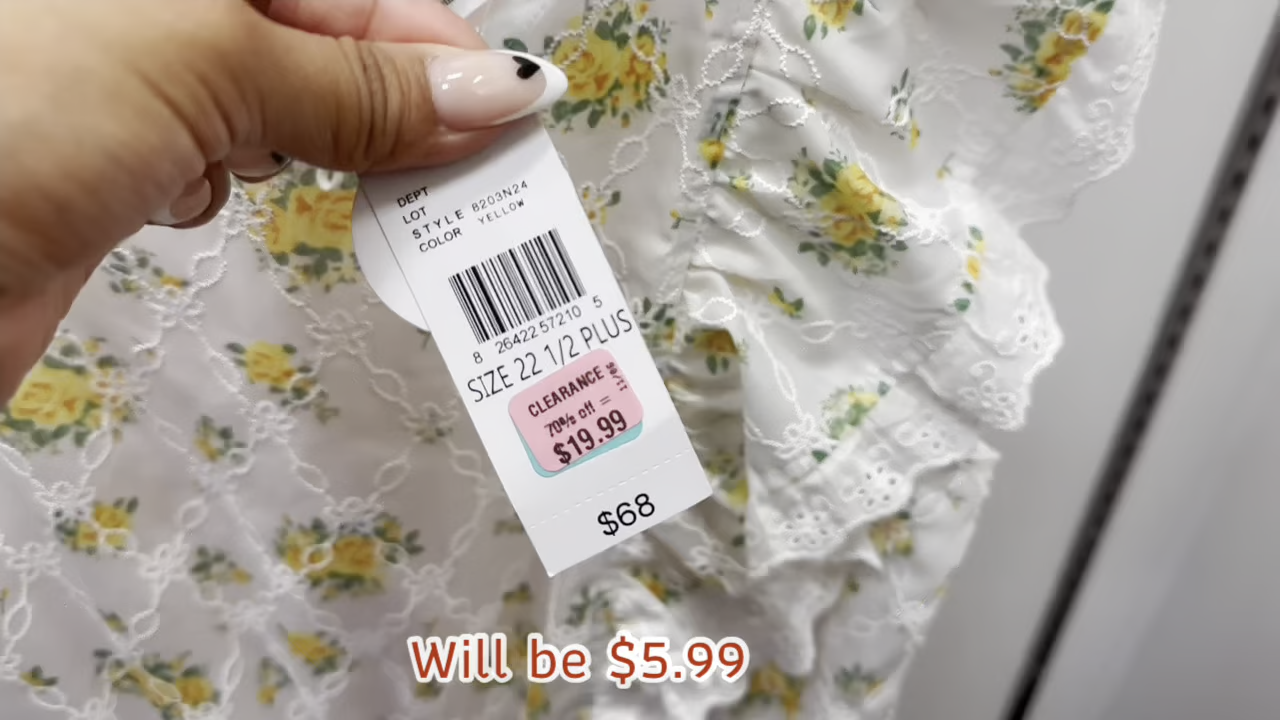 DEPT
LOT
STYLE 8203N24
COLOR YELLOW
8 26422 57210 5
SIZE 22 1/2 PLUS
CLEARANCE
70% off =
$19.99
$68
Will be $5.99